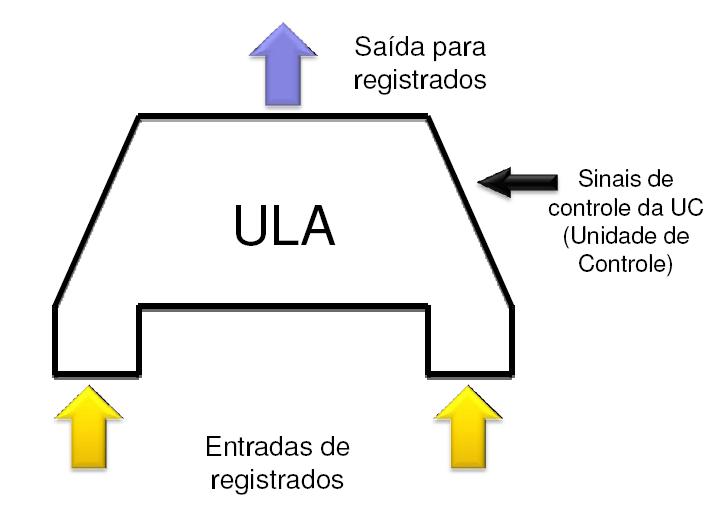 Saída para
registrados
ULA
Sinais de
controle da UC
(Unidade de
Controle)
Entradas de
registrados